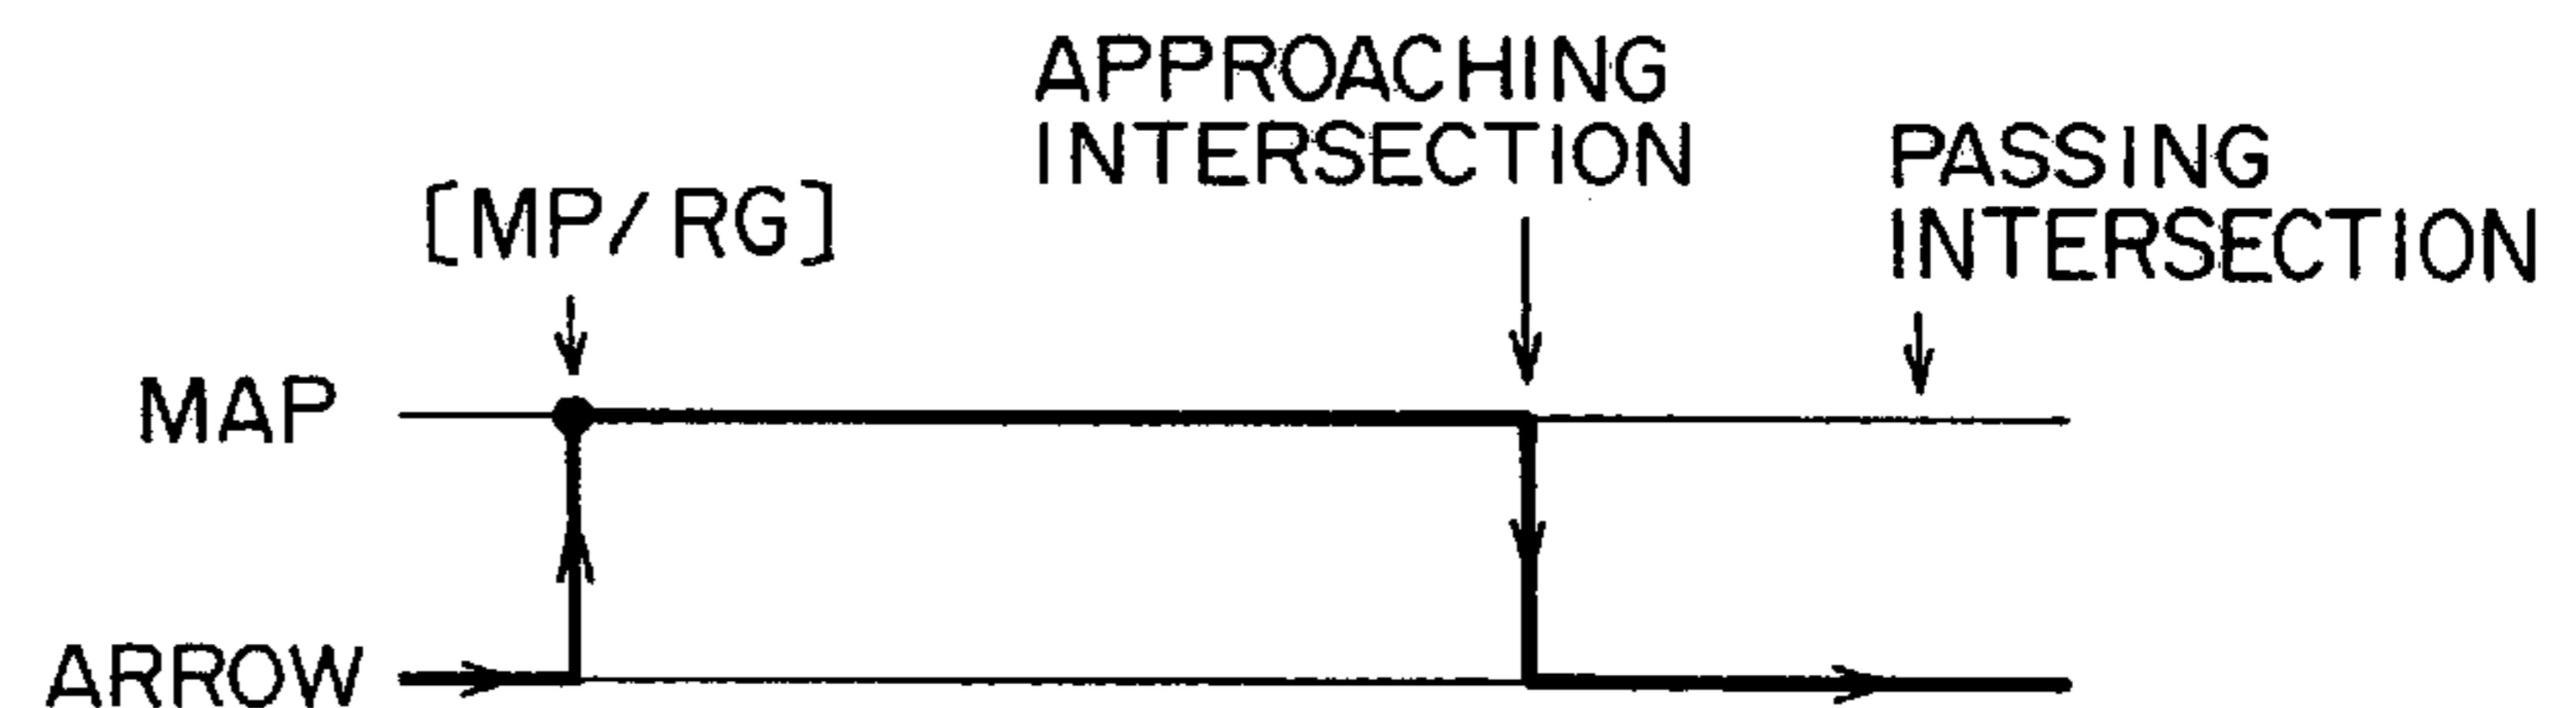 APPROACHING
INTERSECTION
PASSING
INTERSECTION
[MP/RG]
MAP
ARROW